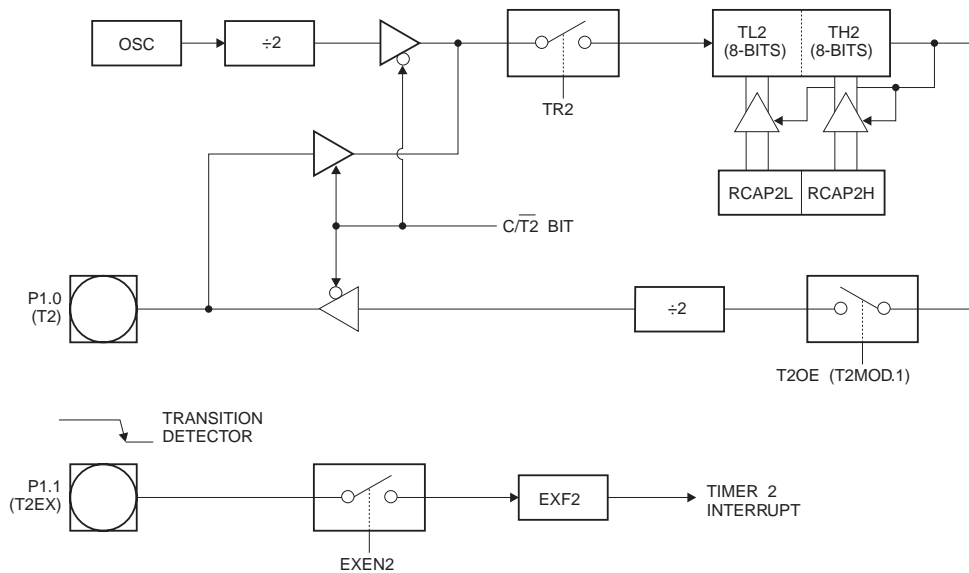 OSC
÷2
TR2
TL2
(8-BITS)
TH2
(8-BITS)
RCAP2L
RCAP2H
C/T2 BIT
P1.0
(T2)
÷2
T2OE (T2MOD.1)
TRANSITION
DETECTOR
P1.1
(T2EX)
EXEN2
EXF2
TIMER 2
INTERRUPT